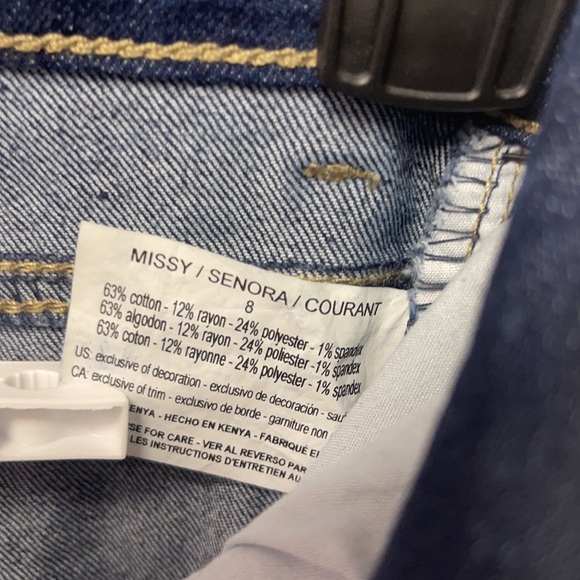 MISSY / SENORA / COURANT
8
63% cotton - 12% rayon - 24% polyester - 1% spandex
63% algodon - 12% rayon - 24% poliester - 1% spandex
63% coton - 12% rayonne - 24% polyester - 1% spandex
US: exclusive of decoration - exclusivo de decoración - sauf
CA: exclusive of trim - exclusivo de borde - garniture non
KENYA - HECHO EN KENYA - FABRIQUÉ
FOR CARE - VER AL REVERSO PARA
LES INSTRUCTIONS D'ENTRETIEN AU